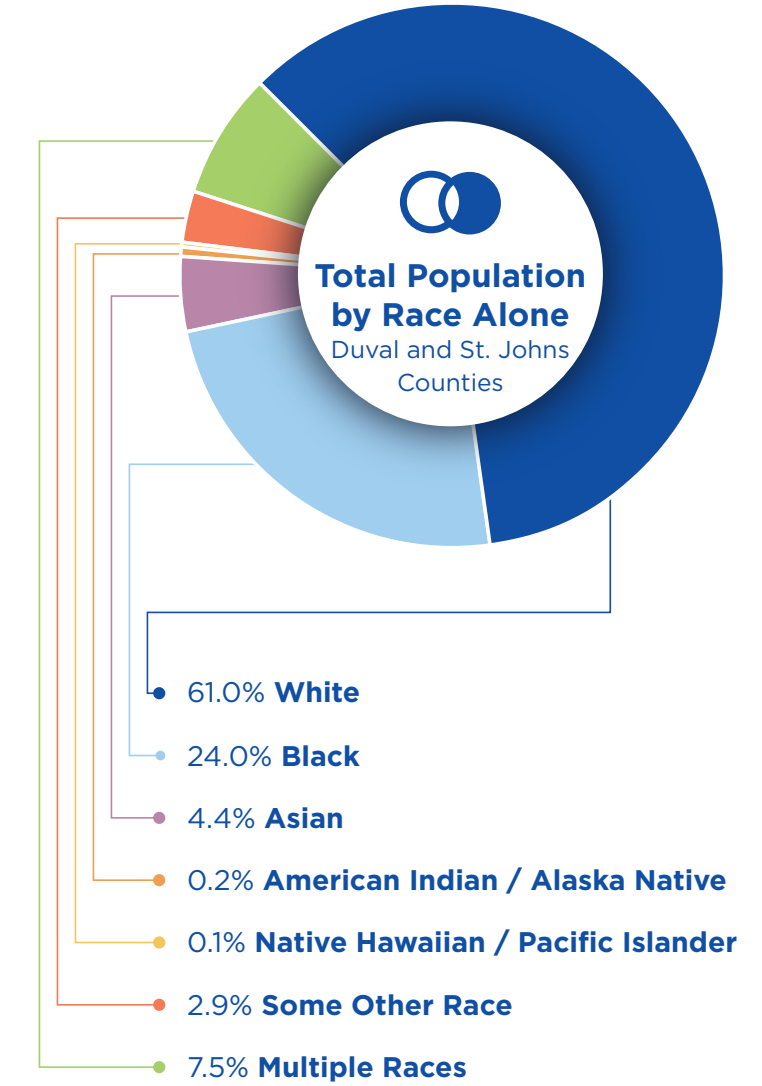 Total Population
by Race Alone
Duval and St. Johns
Counties
61.0% White
24.0% Black
4.4% Asian
0.2% American Indian / Alaska Native
0.1% Native Hawaiian / Pacific Islander
2.9% Some Other Race
7.5% Multiple Races